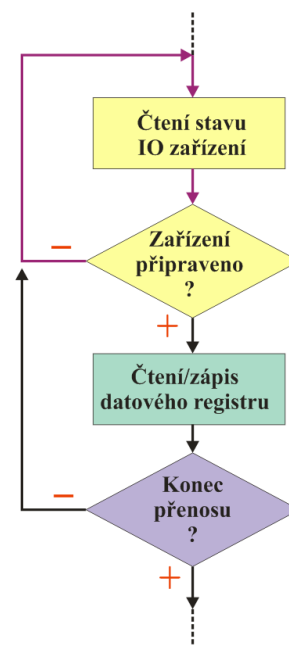 Čtení stavu
IO zařízení
−
Zařízení
připraveno
?
+
Čtení/zápis
datového registru
−
Konec
přenosu
?
+